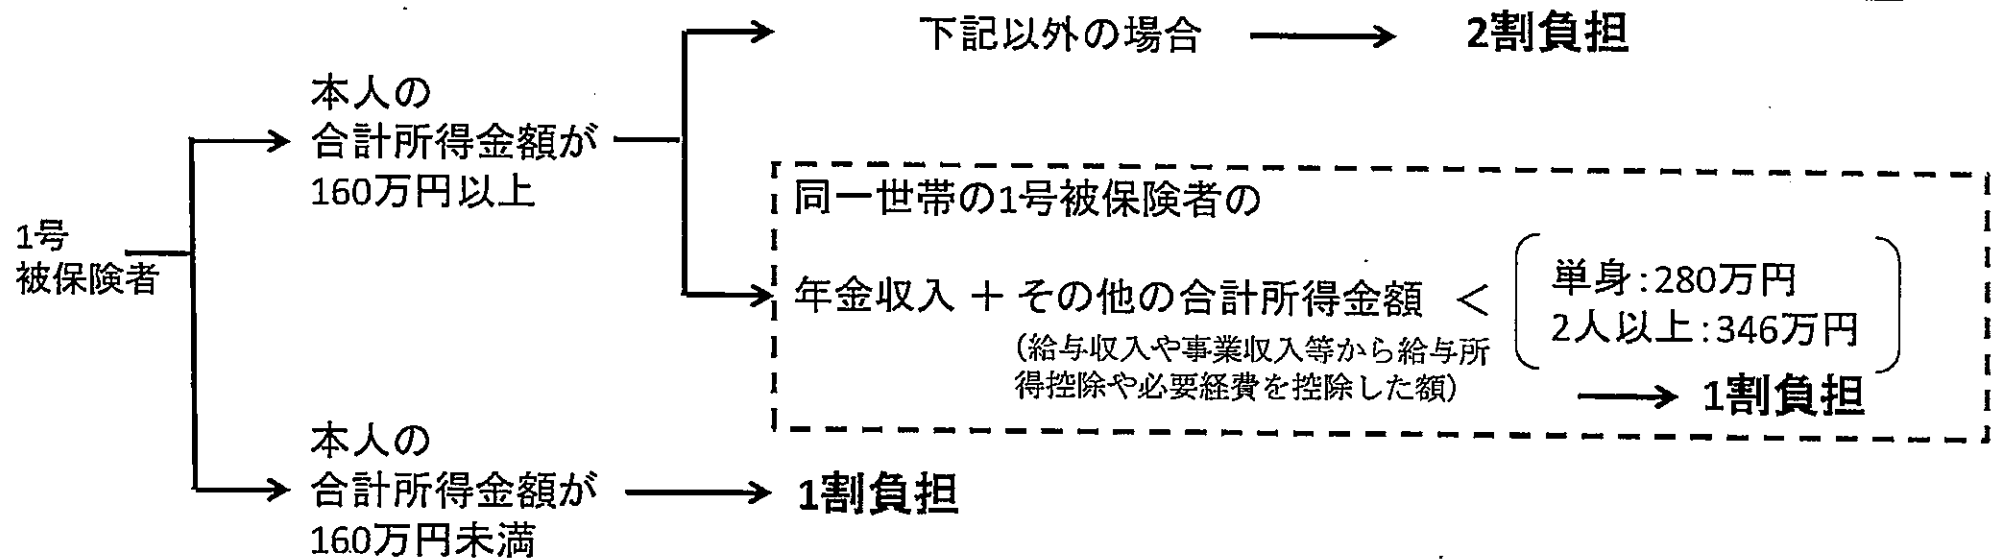 1号
被保険者
本人の
合計所得金額が
160万円以上
下記以外の場合
2割負担
同一世帯の1号被保険者の
年金収入 + その他の合計所得金額 <
(給与収入や事業収入等から給与所
得控除や必要経費を控除した額)
単身:280万円
2人以上:346万円
1割負担
本人の
合計所得金額が
160万円未満
1割負担